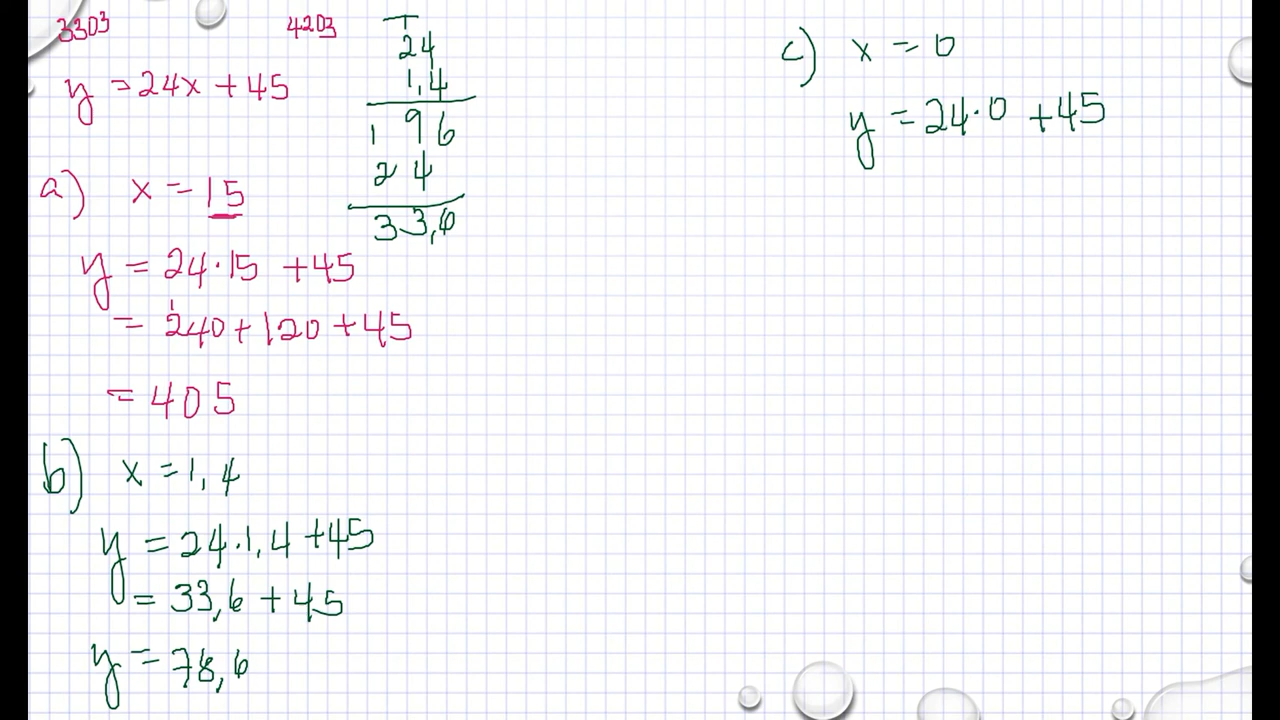 3303 4203
y = 24x + 45
a) x = 15
y = 24·15 + 45
= 240 + 120 + 45
= 405
b) x = 1,4
y = 24·1,4 + 45
= 33,6 + 45
y = 78,6
24
1,4
196
24
33,6
c) x = 0
y = 24·0 + 45